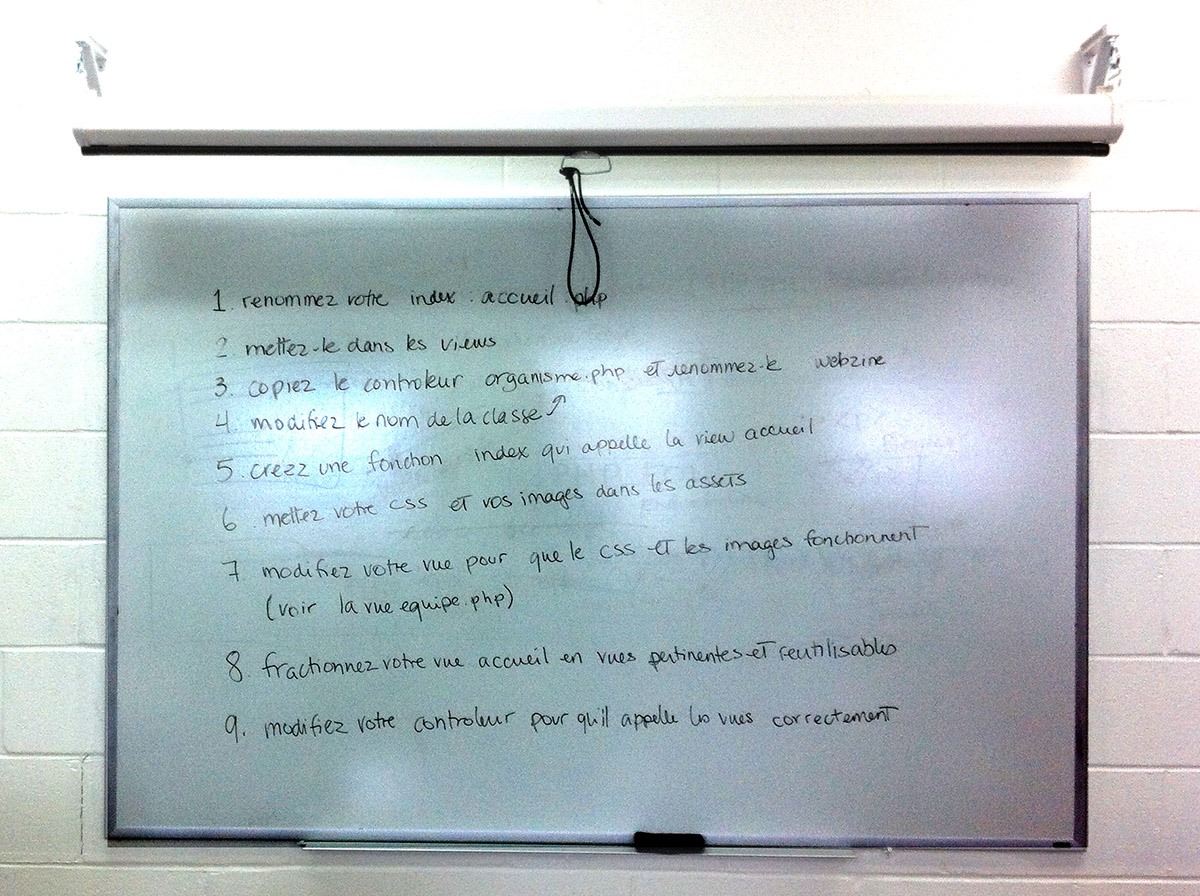 1. renommez votre index : accueil.php
2 mettez-le dans les views
3. copiez le controleur organisme.php et renommez-le webzine
4. modifiez le nom de la classe ↗
5. creez une fonction index qui appelle la view accueil
6 mettez votre css et vos images dans les assets
7 modifiez votre vue pour que le css et les images fonctionnent
(voir la vue equipe.php)
8. fractionnez votre vue accueil en vues pertinentes et reutilisables
9. modifiez votre controleur pour qu'il appelle les vues correctement